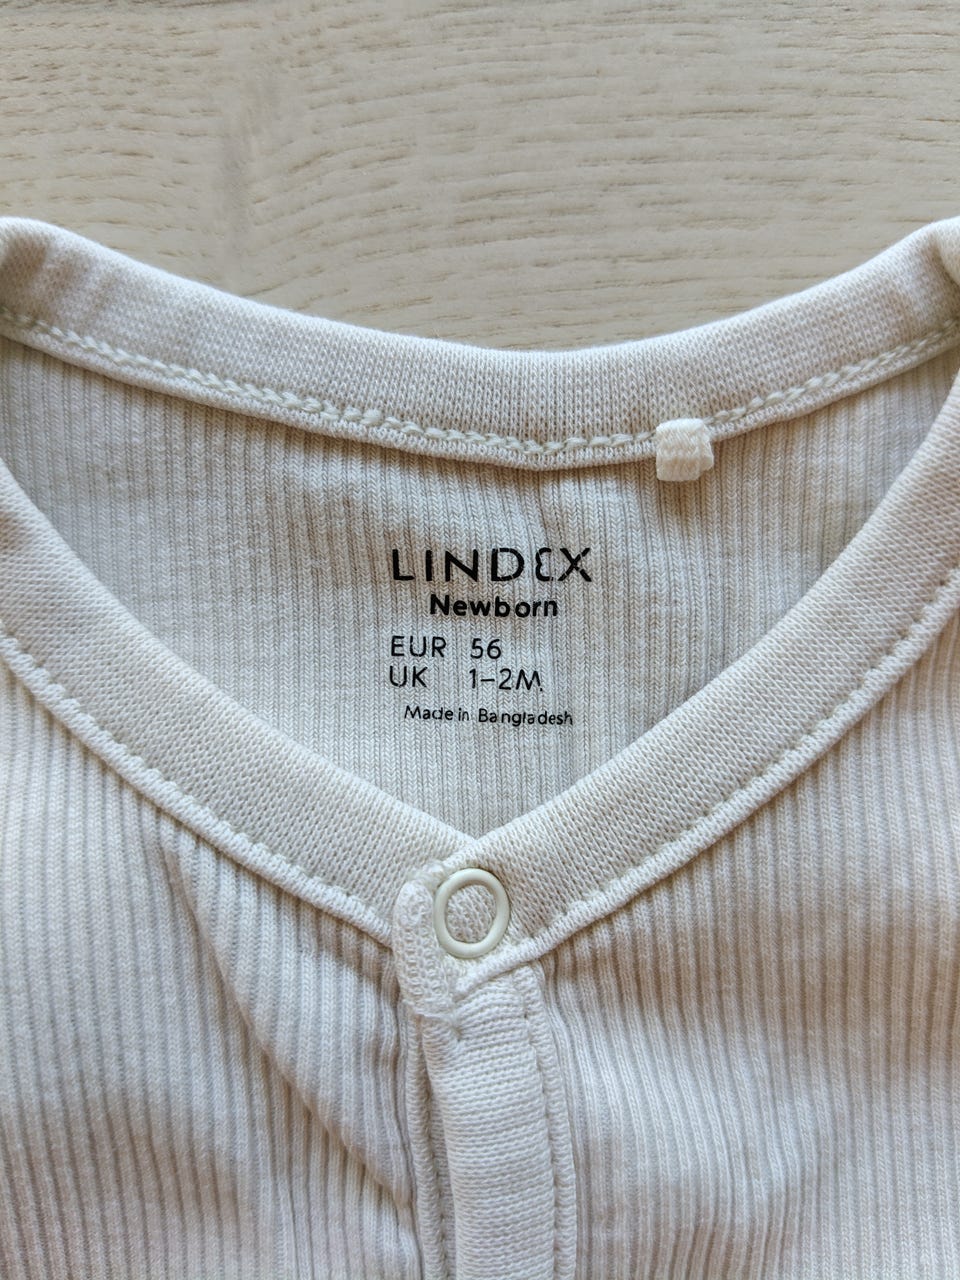 LINDEX
Newborn
EUR 56
UK 1-2M
Made in Bangladesh